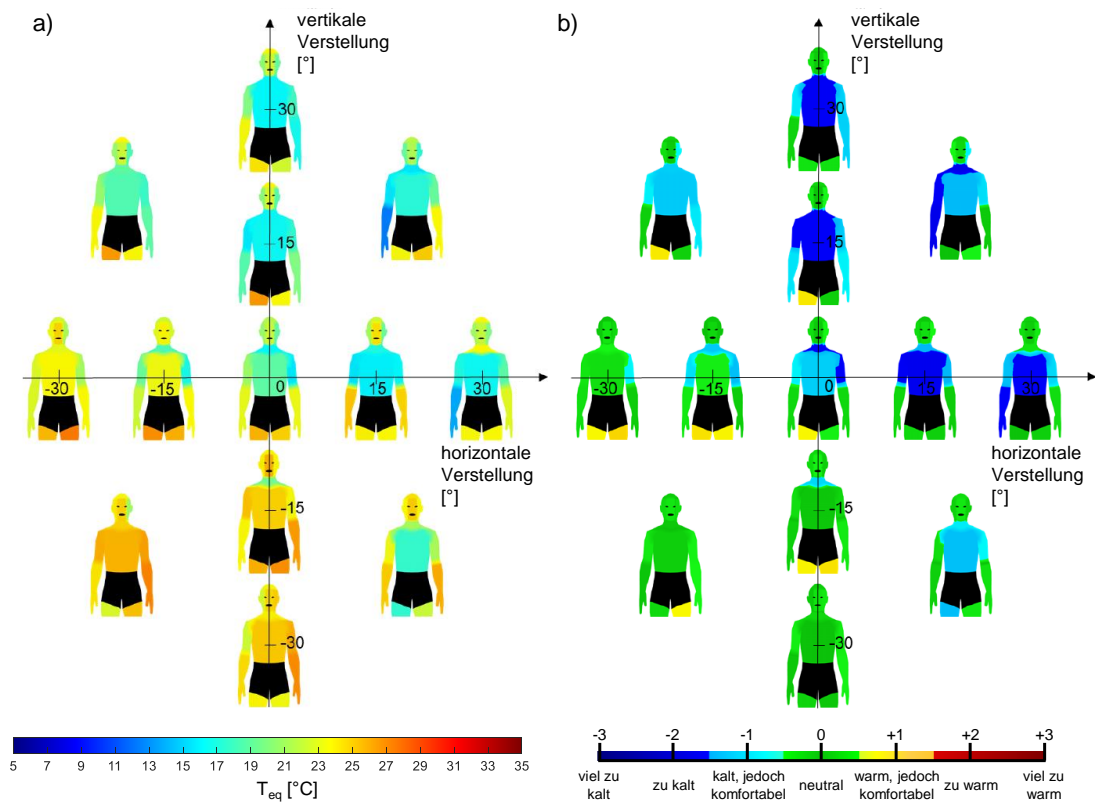 a)
vertikale
Verstellung
[°]
30
15
-30
-15
0
15
30
horizontale
Verstellung
[°]
-15
-30
5 7 9 11 13 15 17 19 21 23 25 27 29 31 33 35
T_eq [°C]
b)
vertikale
Verstellung
[°]
30
15
-30
-15
0
15
30
horizontale
Verstellung
[°]
-15
-30
-3 -2 -1 0 +1 +2 +3
viel zu
kalt
zu kalt
kalt, jedoch
komfortabel
neutral
warm, jedoch
komfortabel
zu warm
viel zu
warm